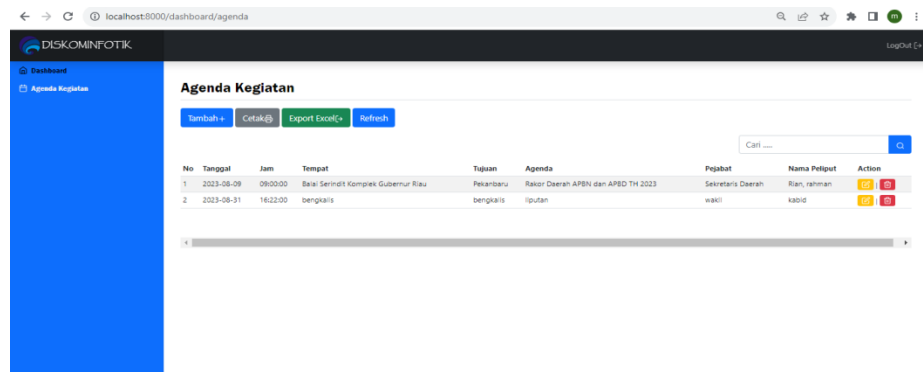 localhost:8000/dashboard/agenda
m
DISKOMINFOTIK
LogOut
Dashboard
Agenda Kegiatan
Agenda Kegiatan
Tambah+ Cetak Export Excel Refresh
Cari .....
No Tanggal Jam Tempat Tujuan Agenda Pejabat Nama Peliput Action
1 2023-08-09 09:00:00 Balai Serindit Komplek Gubernur Riau Pekanbaru Rakor Daerah APBN dan APBD TH 2023 Sekretaris Daerah Rian, rahman |
2 2023-08-31 16:22:00 bengkalis bengkalis liputan wakil kabid |